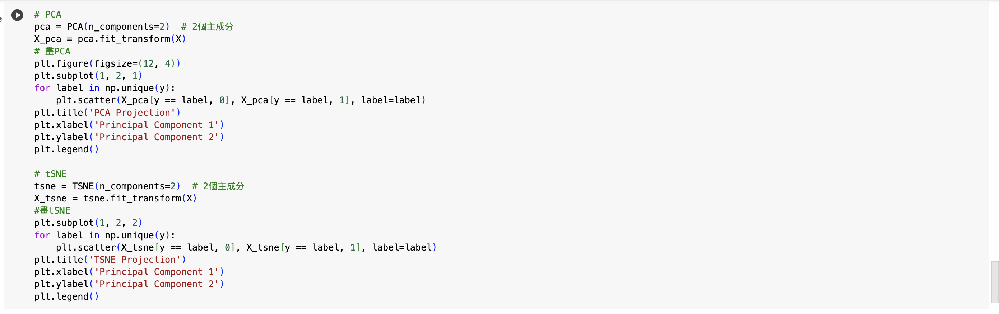 # PCA
pca = PCA(n_components=2)  # 2個主成分
X_pca = pca.fit_transform(X)
# 畫PCA
plt.figure(figsize=(12, 4))
plt.subplot(1, 2, 1)
for label in np.unique(y):
    plt.scatter(X_pca[y == label, 0], X_pca[y == label, 1], label=label)
plt.title('PCA Projection')
plt.xlabel('Principal Component 1')
plt.ylabel('Principal Component 2')
plt.legend()

# tSNE
tsne = TSNE(n_components=2)  # 2個主成分
X_tsne = tsne.fit_transform(X)
#畫tSNE
plt.subplot(1, 2, 2)
for label in np.unique(y):
    plt.scatter(X_tsne[y == label, 0], X_tsne[y == label, 1], label=label)
plt.title('TSNE Projection')
plt.xlabel('Principal Component 1')
plt.ylabel('Principal Component 2')
plt.legend()